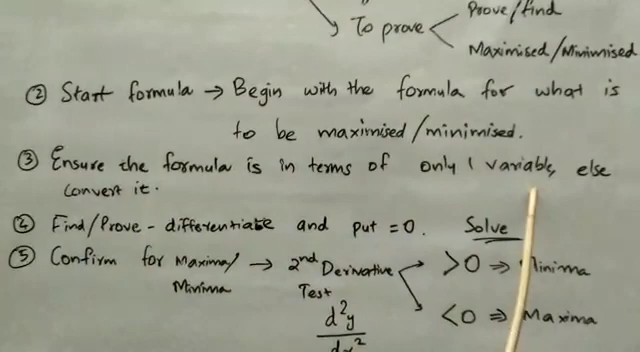 Prove/find
To prove
Maximised/Minimised
② Start formula → Begin with the formula for what is
to be maximised/minimised.
③ Ensure the formula is in terms of only 1 variable, else
convert it.
④ Find/Prove - differentiate and put =0. Solve
⑤ Confirm for Maxima/ → 2nd Derivative >0 ⇒ Minima
Minima Test
d²y <0 ⇒ Maxima
dx²